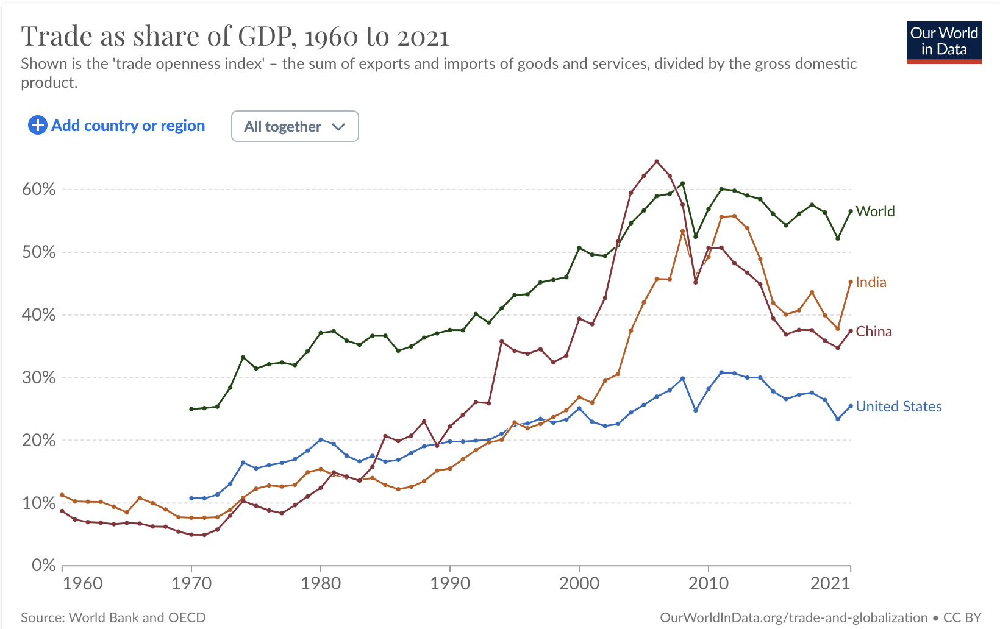 Trade as share of GDP, 1960 to 2021
Our World
in Data
Shown is the 'trade openness index' – the sum of exports and imports of goods and services, divided by the gross domestic
product.
Add country or region
All together
60%
50%
40%
30%
20%
10%
0%
World
India
China
United States
1960 1970 1980 1990 2000 2010 2021
Source: World Bank and OECD
OurWorldInData.org/trade-and-globalization • CC BY